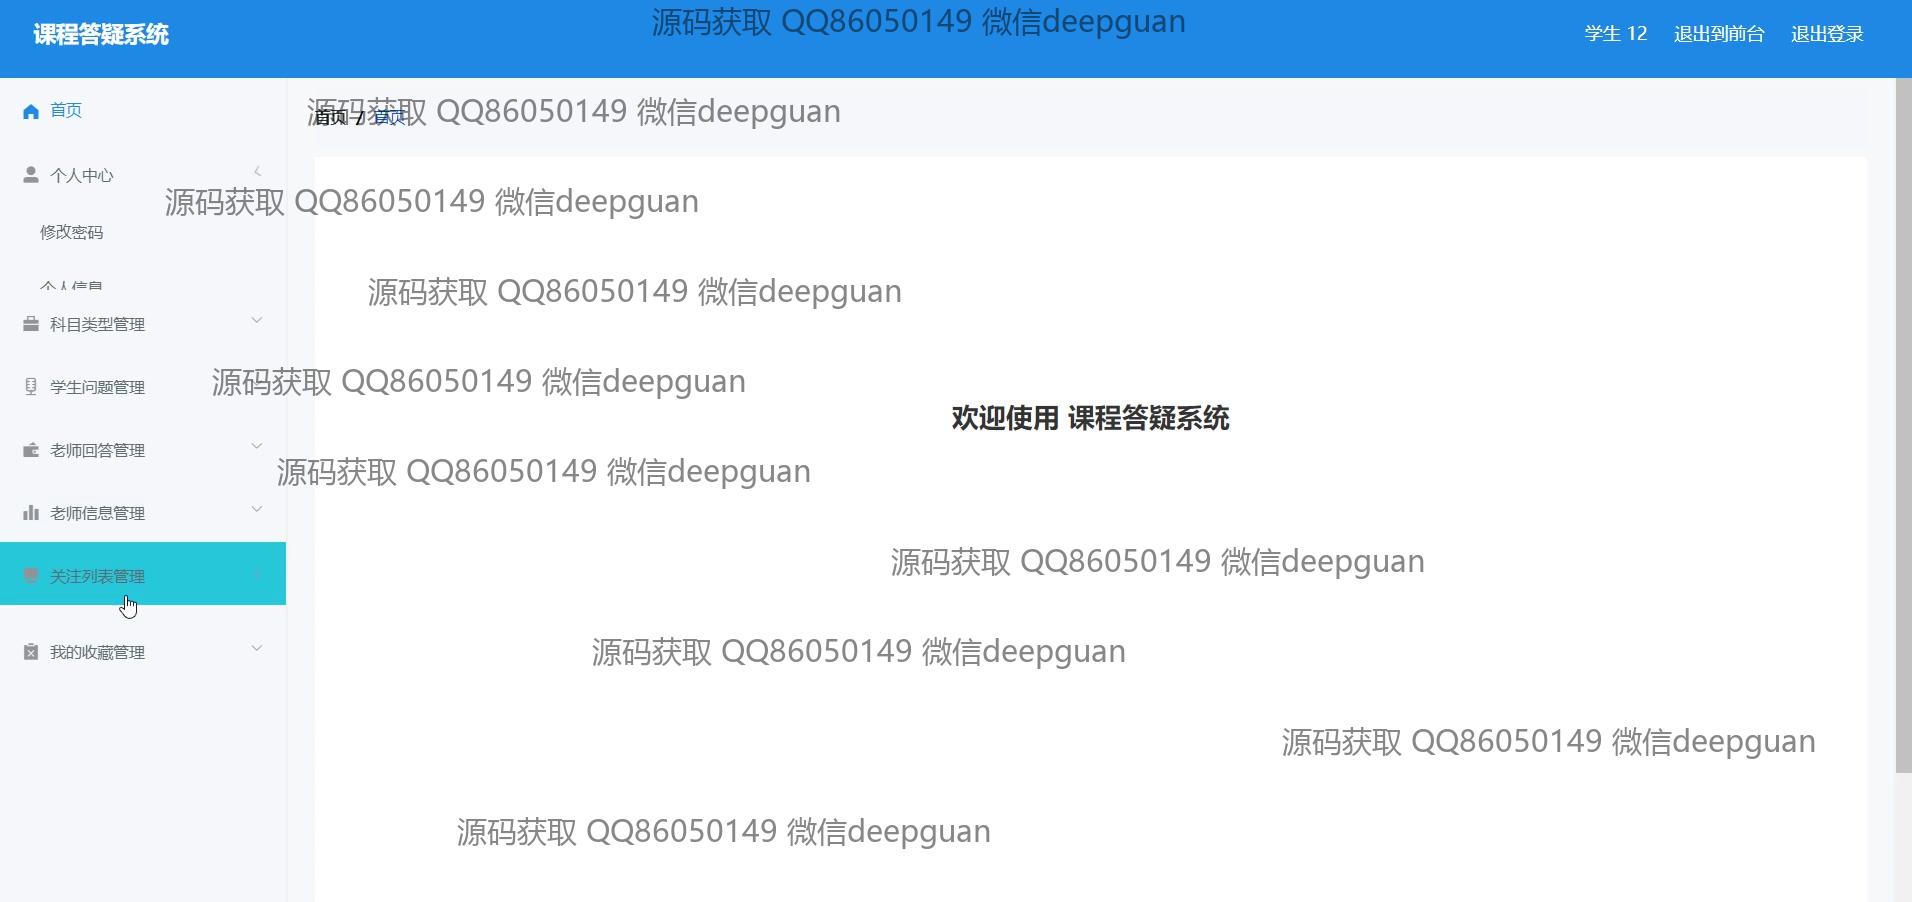 课程答疑系统
源码获取 QQ86050149 微信deepguan
学生 12 退出到前台 退出登录
首页
源码获取 QQ86050149 微信deepguan
首页 / 首页
个人中心
源码获取 QQ86050149 微信deepguan
修改密码
个人信息
源码获取 QQ86050149 微信deepguan
科目类型管理
学生问题管理
源码获取 QQ86050149 微信deepguan
欢迎使用 课程答疑系统
老师回答管理
源码获取 QQ86050149 微信deepguan
老师信息管理
源码获取 QQ86050149 微信deepguan
关注列表管理
我的收藏管理
源码获取 QQ86050149 微信deepguan
源码获取 QQ86050149 微信deepguan
源码获取 QQ86050149 微信deepguan